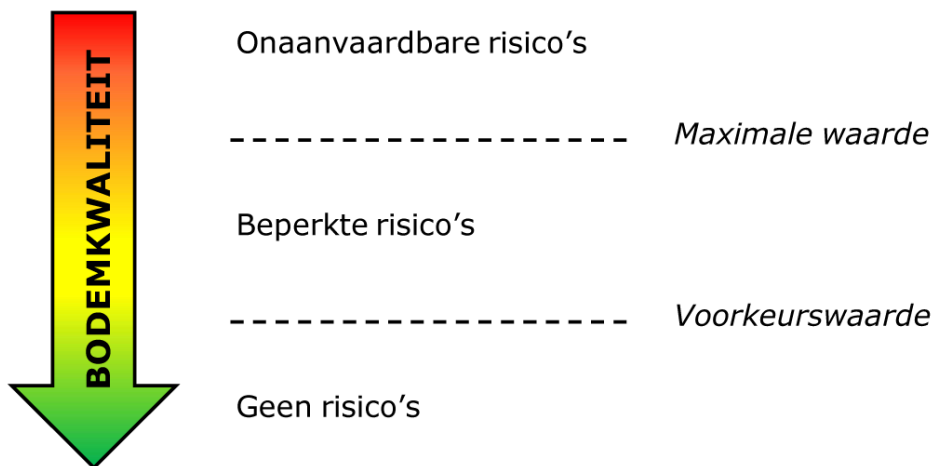 BODEMKWALITEIT
Onaanvaardbare risico’s
Maximale waarde
Beperkte risico’s
Voorkeurswaarde
Geen risico’s